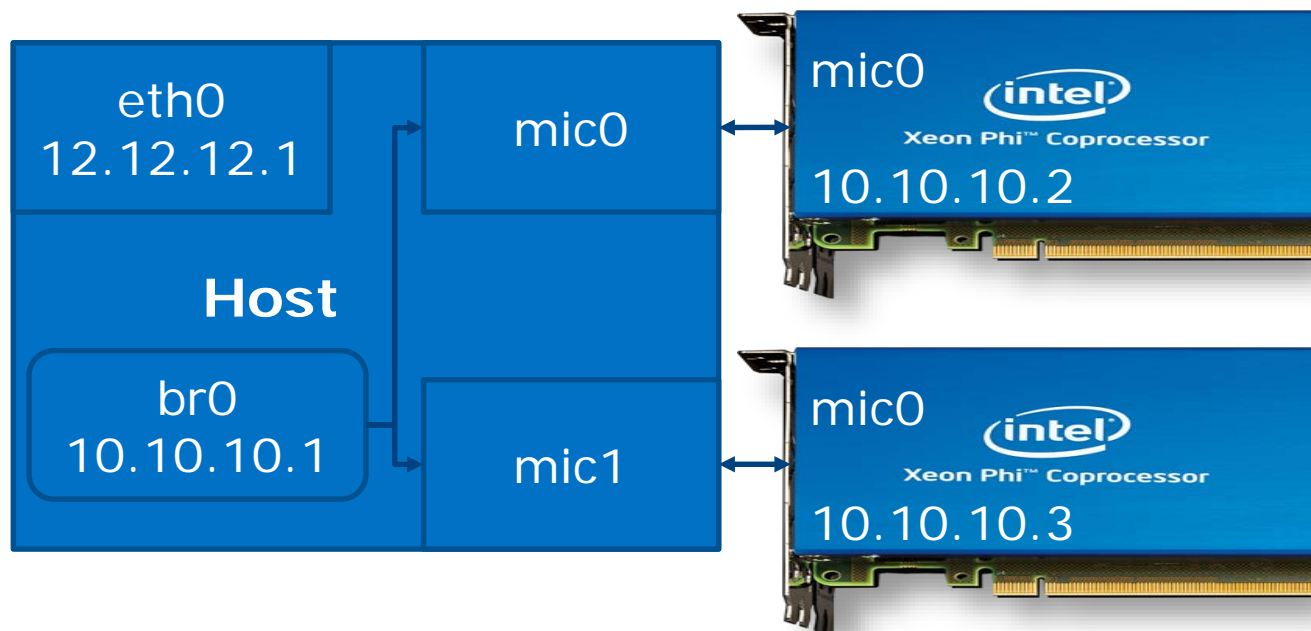 eth0
12.12.12.1
mic0
Host
br0
10.10.10.1
mic1
mic0
intel
Xeon Phi™ Coprocessor
10.10.10.2
mic0
intel
Xeon Phi™ Coprocessor
10.10.10.3